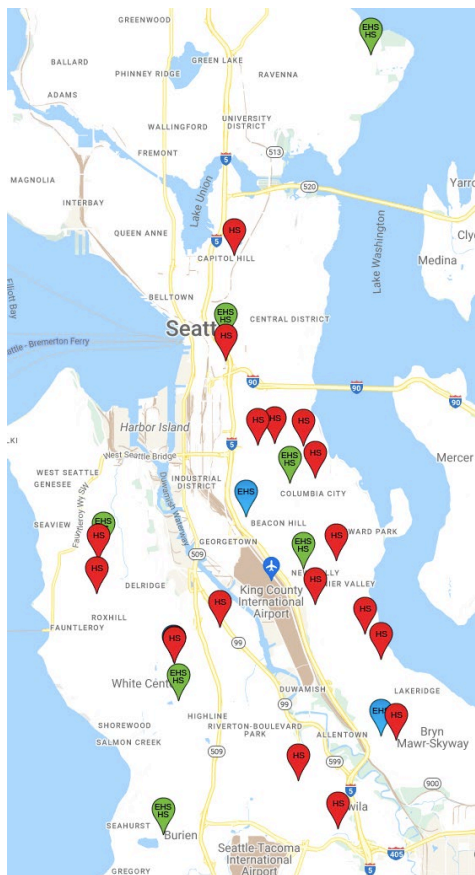 GREENWOOD
EHS
HS
GREEN LAKE
BALLARD
PHINNEY RIDGE
RAVENNA
ADAMS
UNIVERSITY
DISTRICT
WALLINGFORD
FREMONT
5
513
MAGNOLIA
520
Yarro
INTERBAY
Lake Union
QUEEN ANNE
HS
5
Clyd
Medina
CAPITOL HILL
Lake Washington
Elliott Bay
BELLTOWN
EHS
HS
CENTRAL DISTRICT
Seatt
HS
eattle - Bremerton Ferry
90
90
90
Harbor Island
HS
HS
HS
5
HS
Mercer
West Seattle Bridge
EHS
HS
WEST SEATTLE
GENESEE
INDUSTRIAL
DISTRICT
COLUMBIA CITY
EHS
Duwamish Waterway
Fauntleroy Wy SW
SEAVIEW
EHS
HS
BEACON HILL
HS
WARD PARK
GEORGETOWN
EHS
HS
509
NEW
LLY
HS
DELRIDGE
HS
NIER VALLEY
King County
International
Airport
ROXHILL
HS
HS
FAUNTLEROY
HS
99
HS
EHS
HS
White Cent
DUWAMISH
LAKERIDGE
99
EHS
HS
HIGHLINE
SHOREWOOD
RIVERTON-BOULEVARD
PARK
ALLENTOWN
Bryn
Mawr-Skyway
SALMON CREEK
509
HS
599
900
5
EHS
HS
HS
wila
SEAHURST
Burien
Seattle-Tacoma
International
Airport
405
5
GREGORY